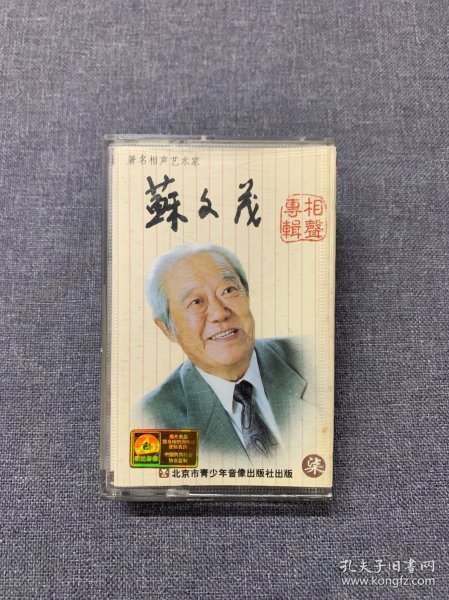 著名相声艺术家
蘇文茂
相聲
專輯
北京市青少年音像出版社出版
柒
孔夫子旧书网
www.kongfz.com